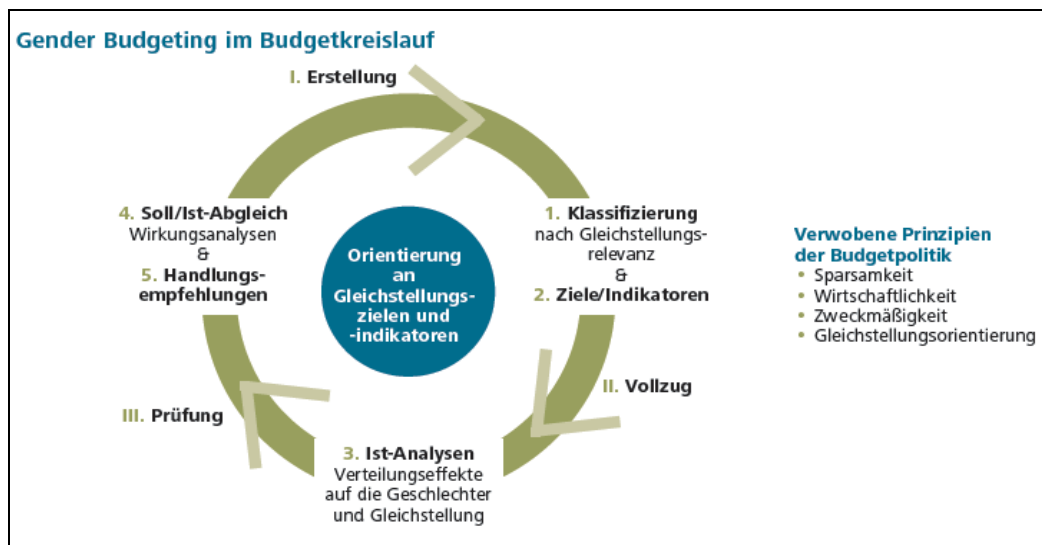 Gender Budgeting im Budgetkreislauf
I. Erstellung
1. Klassifizierung
nach Gleichstellungs-
relevanz
&
2. Ziele/Indikatoren
II. Vollzug
3. Ist-Analysen
Verteilungseffekte
auf die Geschlechter
und Gleichstellung
III. Prüfung
4. Soll/Ist-Abgleich
Wirkungsanalysen
&
5. Handlungs-
empfehlungen
Orientierung
an
Gleichstellungs-
zielen und
-indikatoren
Verwobene Prinzipien
der Budgetpolitik
• Sparsamkeit
• Wirtschaftlichkeit
• Zweckmäßigkeit
• Gleichstellungsorientierung